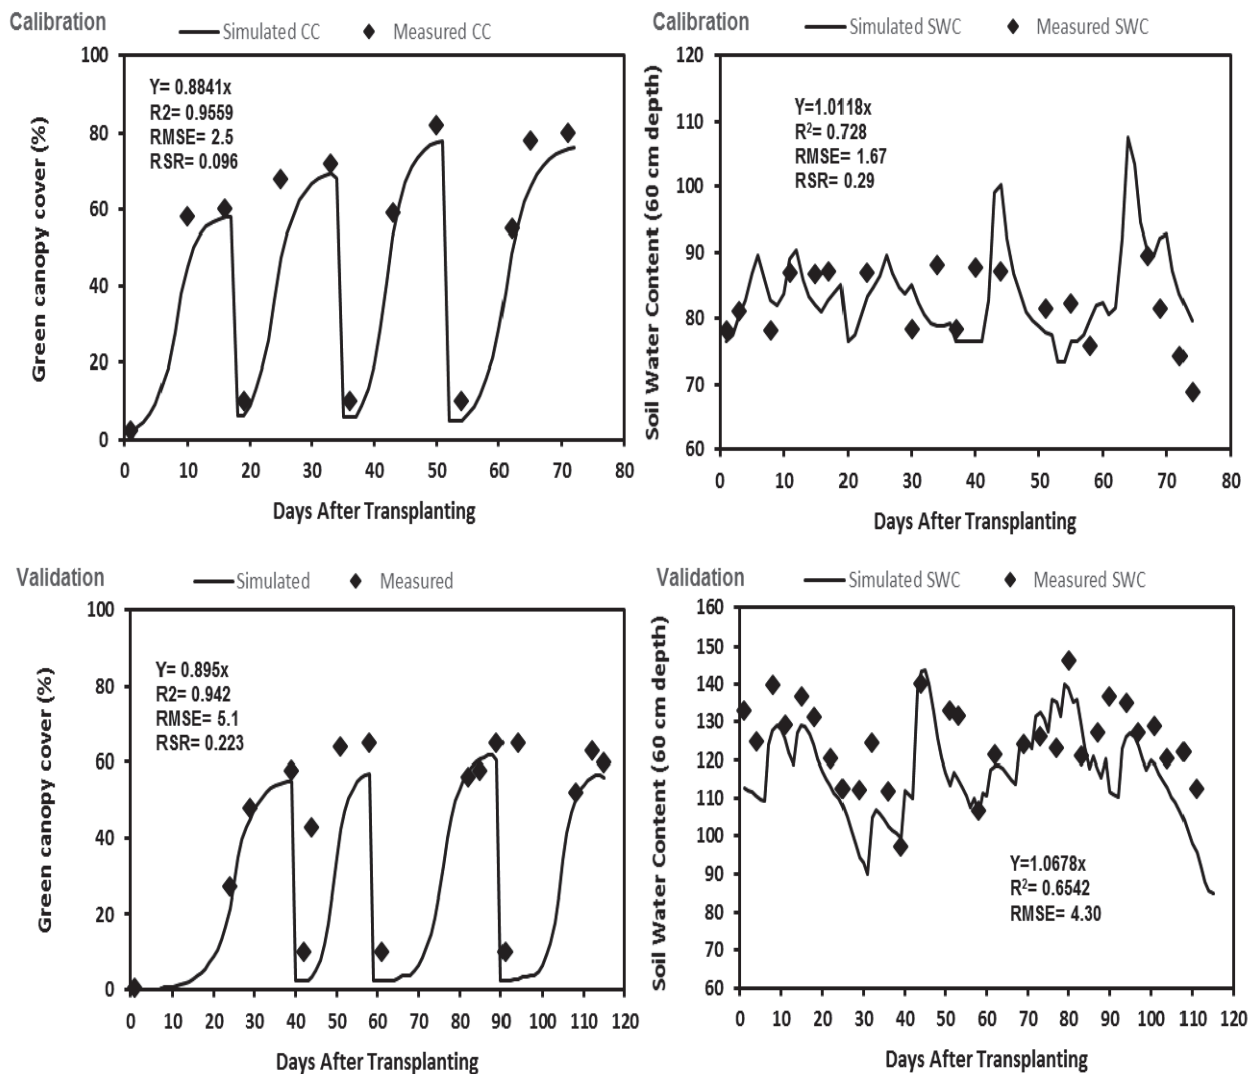 Calibration
Simulated CC
Measured CC
Y= 0.8841x
R2= 0.9559
RMSE= 2.5
RSR= 0.096
Green canopy cover (%)
100
80
60
40
20
0
0 10 20 30 40 50 60 70 80
Days After Transplanting
Simulated SWC
Measured SWC
Y=1.0118x
R² = 0.728
RMSE= 1.67
RSR= 0.29
Soil Water Content (60 cm depth)
120
110
100
90
80
70
60
0 10 20 30 40 50 60 70 80
Days After Transplanting
Validation
Simulated
Measured
Y= 0.895x
R2= 0.942
RMSE= 5.1
RSR= 0.223
Green canopy cover (%)
100
80
60
40
20
0
0 10 20 30 40 50 60 70 80 90 100 110 120
Days After Transplanting
Validation
Simulated SWC
Measured SWC
Y=1.0678x
R² = 0.6542
RMSE= 4.30
Soil Water Content (60 cm depth)
160
150
140
130
120
110
100
90
80
70
60
0 10 20 30 40 50 60 70 80 90 100 110 120
Days After Transplanting